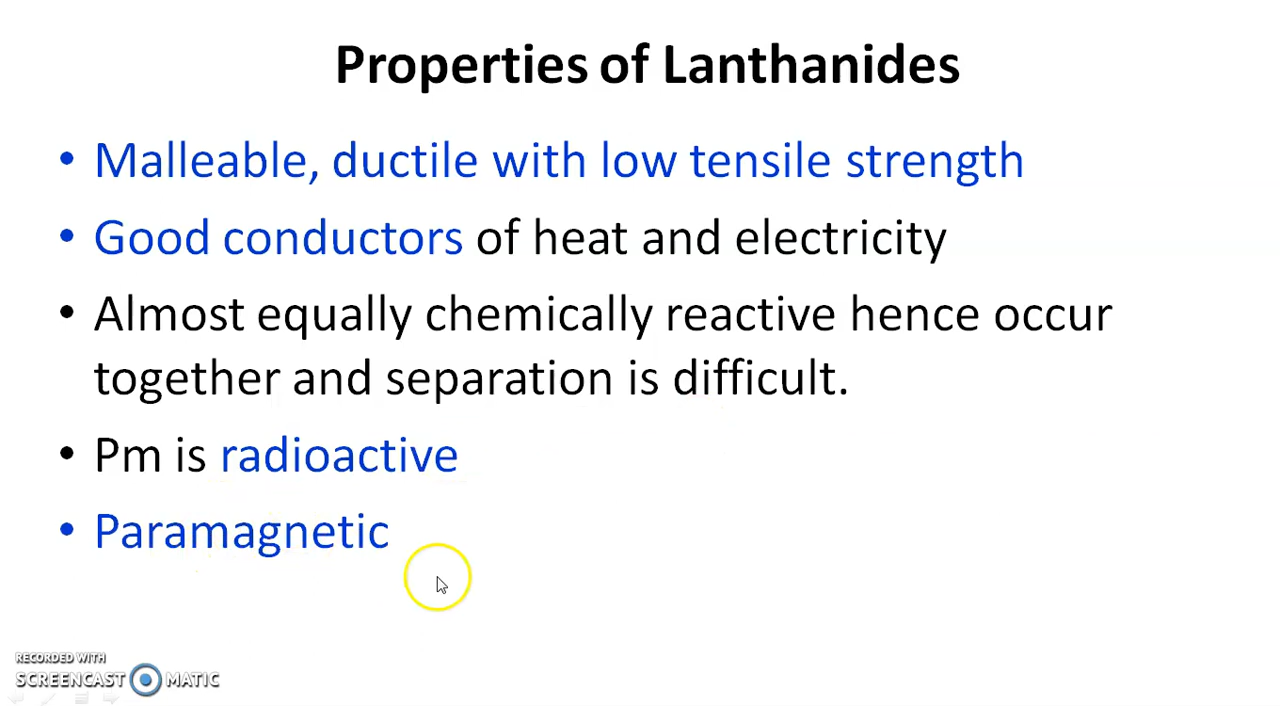 Properties of Lanthanides
• Malleable, ductile with low tensile strength
• Good conductors of heat and electricity
• Almost equally chemically reactive hence occur
together and separation is difficult.
• Pm is radioactive
• Paramagnetic
RECORDED WITH
SCREENCAST MATIC